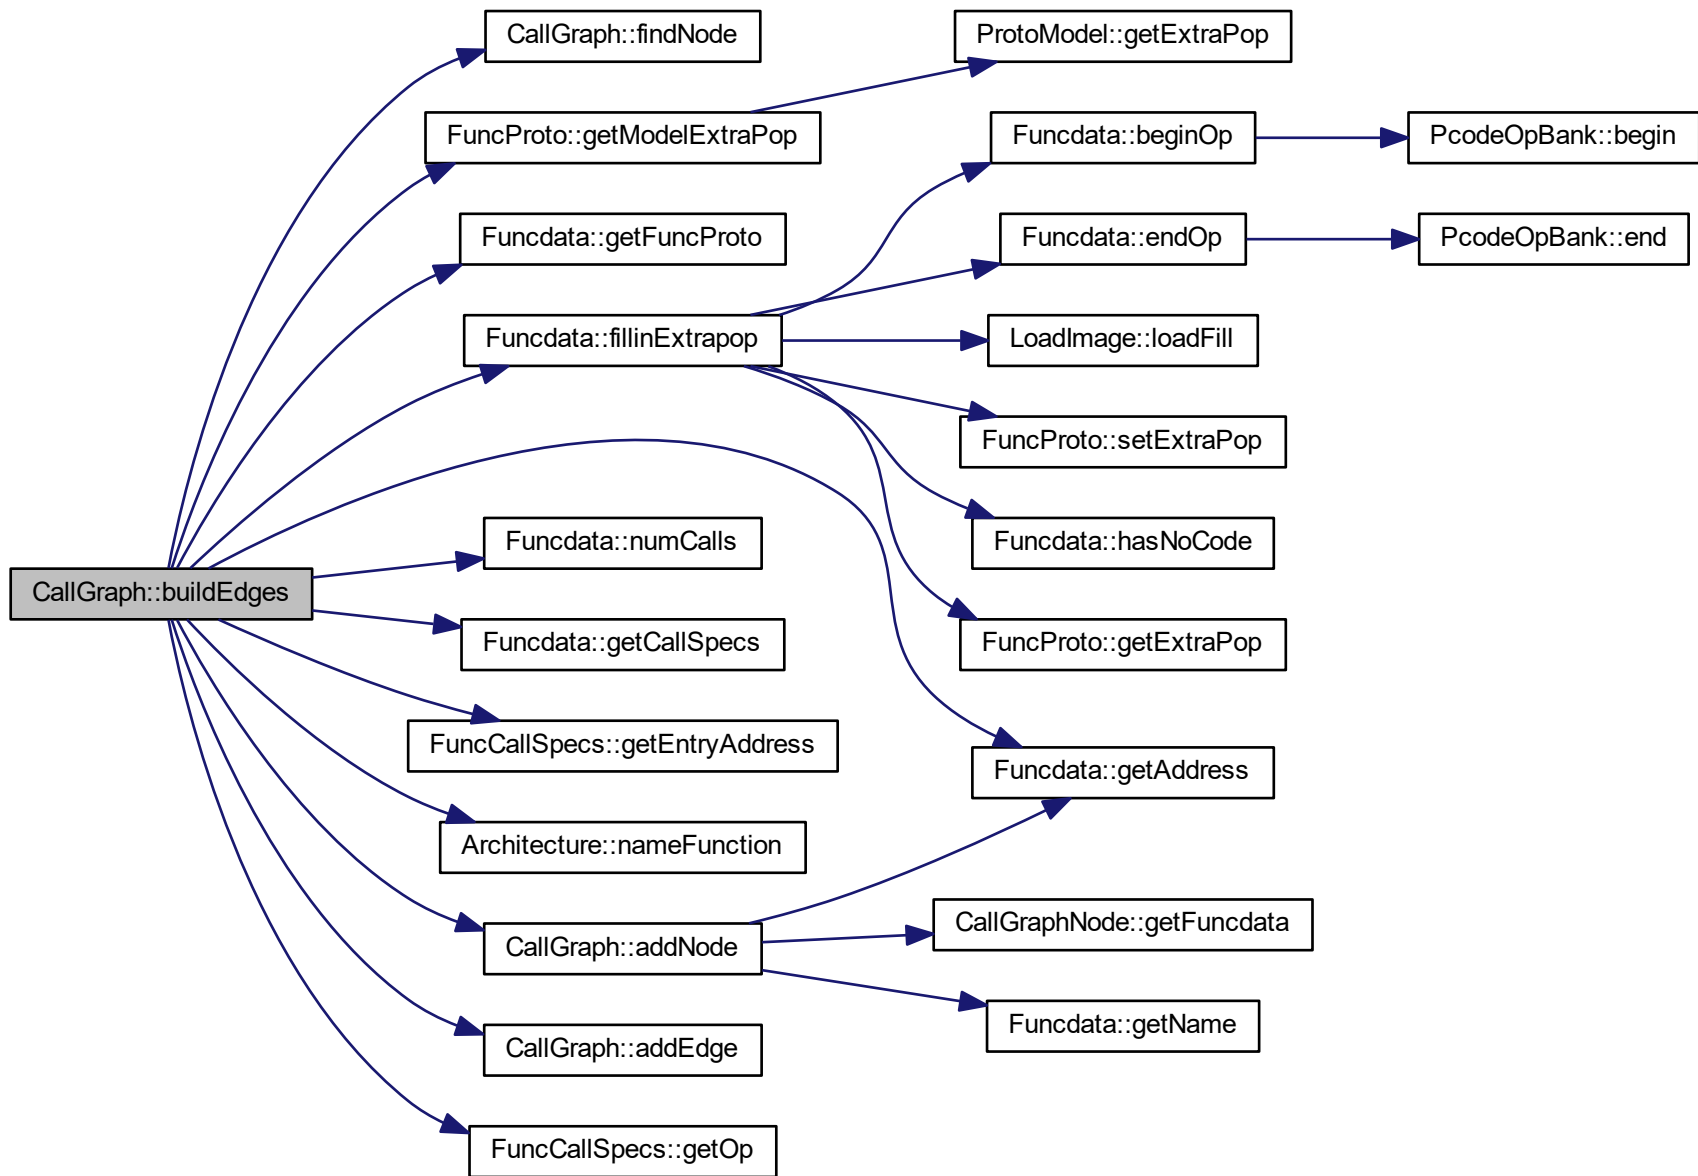 CallGraph::findNode
ProtoModel::getExtraPop
FuncProto::getModelExtraPop
Funcdata::beginOp
PcodeOpBank::begin
Funcdata::getFuncProto
Funcdata::endOp
PcodeOpBank::end
Funcdata::fillinExtrapop
LoadImage::loadFill
FuncProto::setExtraPop
Funcdata::numCalls
Funcdata::hasNoCode
CallGraph::buildEdges
Funcdata::getCallSpecs
FuncProto::getExtraPop
FuncCallSpecs::getEntryAddress
Funcdata::getAddress
Architecture::nameFunction
CallGraph::addNode
CallGraphNode::getFuncdata
Funcdata::getName
CallGraph::addEdge
FuncCallSpecs::getOp